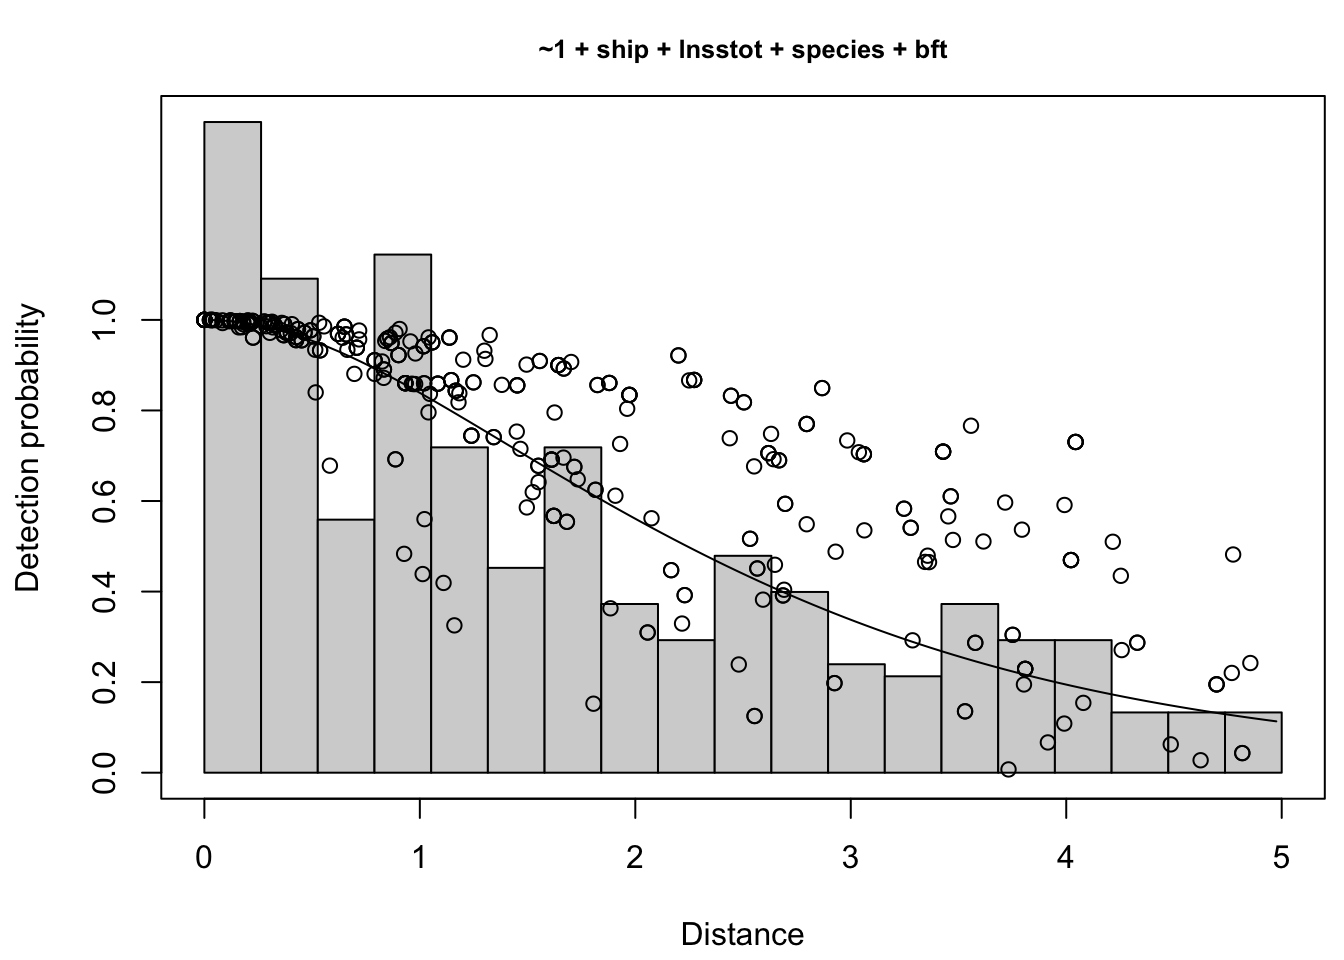 ~1 + ship + lnsstot + species + bft
Detection probability
1.0
0.8
0.6
0.4
0.2
0.0
0 1 2 3 4 5
Distance